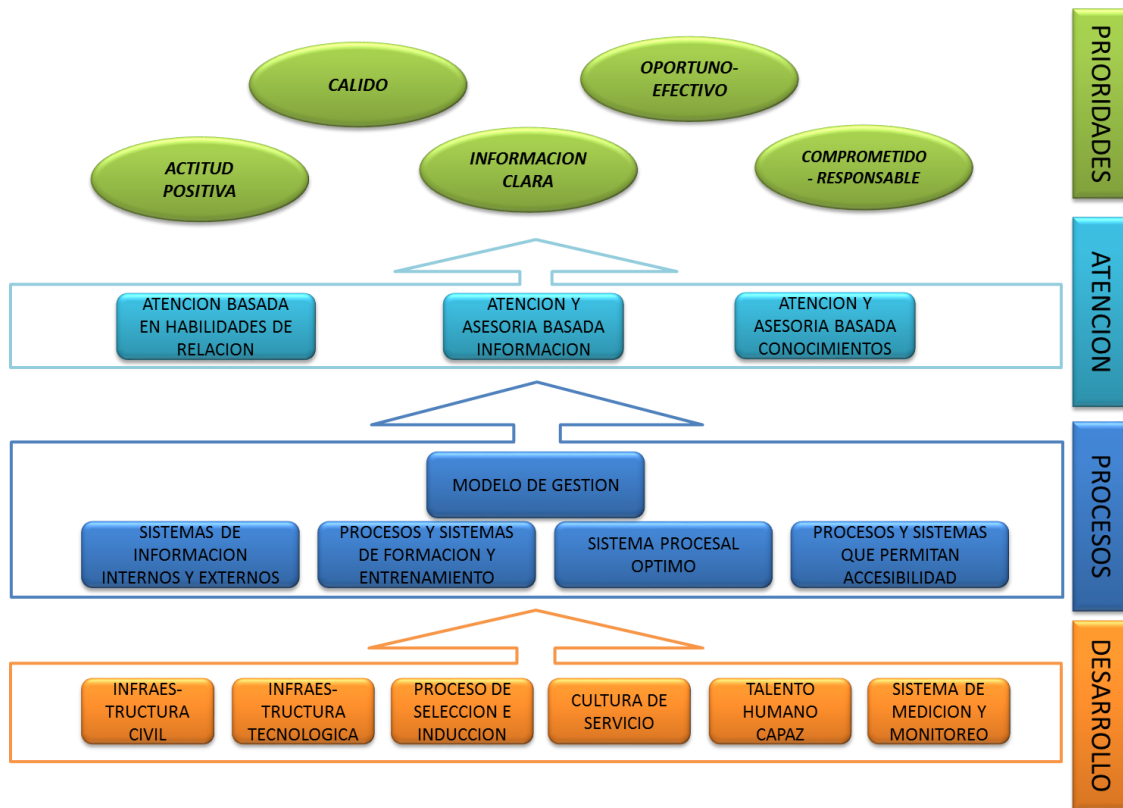 PRIORIDADES
CALIDO
OPORTUNO-
EFECTIVO
ACTITUD
POSITIVA
INFORMACION
CLARA
COMPROMETIDO
- RESPONSABLE
ATENCION
ATENCION BASADA
EN HABILIDADES DE
RELACION
ATENCION Y
ASESORIA BASADA
INFORMACION
ATENCION Y
ASESORIA BASADA
CONOCIMIENTOS
PROCESOS
MODELO DE GESTION
SISTEMAS DE
INFORMACION
INTERNOS Y EXTERNOS
PROCESOS Y SISTEMAS
DE FORMACION Y
ENTRENAMIENTO
SISTEMA PROCESAL
OPTIMO
PROCESOS Y SISTEMAS
QUE PERMITAN
ACCESIBILIDAD
DESARROLLO
INFRAES-
TRUCTURA
CIVIL
INFRAES-
TRUCTURA
TECNOLOGICA
PROCESO DE
SELECCION E
INDUCCION
CULTURA DE
SERVICIO
TALENTO
HUMANO
CAPAZ
SISTEMA DE
MEDICION Y
MONITOREO